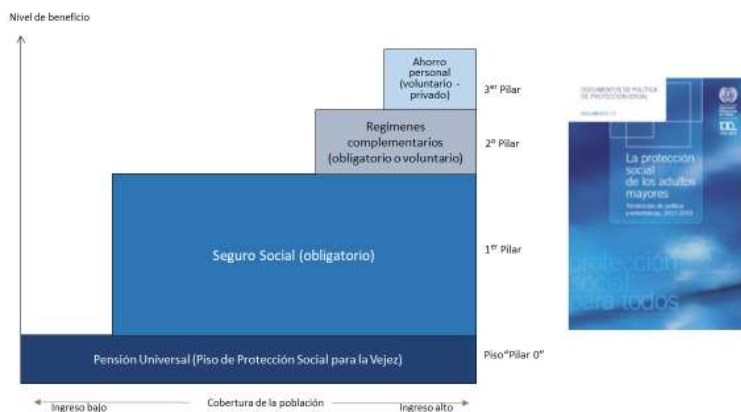 Nivel de beneficio
Ahorro
personal
(voluntario -
privado)
3er Pilar
Regímenes
complementarios
(obligatorio o voluntario)
2º Pilar
Seguro Social (obligatorio)
1er Pilar
Pensión Universal (Piso de Protección Social para la Vejez)
Piso"Pilar 0"
Ingreso bajo
Cobertura de la población
Ingreso alto
DOCUMENTOS DE POLÍTICA
DE PROTECCIÓN SOCIAL
La protección
social
de los adultos
mayores
protección
social
para todos